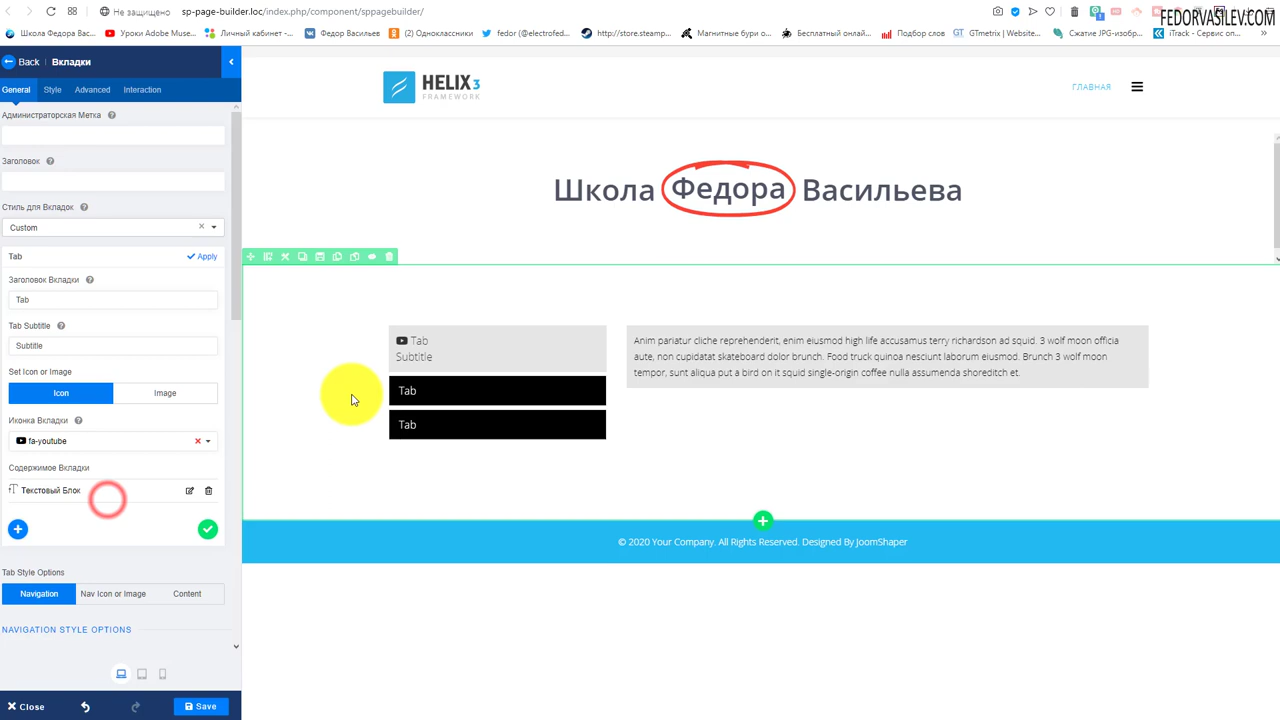 Не защищено
sp-page-builder.loc/index.php/component/sppagebuilder/
FEDORVASILEV.COM
Школа Федора Вас...
Уроки Adobe Muse...
Личный кабинет -...
Федор Васильев
(2) Одноклассники
fedor (@electrofed...
http://store.steamp...
Магнитные бури о...
Бесплатный онлай...
Подбор слов
GTmetrix | Website...
Сжатие JPG-изобр...
iTrack - Сервис оп...
Back
Вкладки
General
Style
Advanced
Interaction
Администраторская Метка
Заголовок
Стиль для Вкладок
Custom
Tab
Apply
Заголовок Вкладки
Tab
Tab Subtitle
Subtitle
Set Icon or Image
Icon
Image
Иконка Вкладки
fa-youtube
Содержимое Вкладки
Текстовый Блок
Tab Style Options
Navigation
Nav Icon or Image
Content
NAVIGATION STYLE OPTIONS
Close
Save
HELIX3
FRAMEWORK
ГЛАВНАЯ
Школа Федора Васильева
Tab
Subtitle
Tab
Tab
Anim pariatur cliche reprehenderit, enim eiusmod high life accusamus terry richardson ad squid. 3 wolf moon officia
aute, non cupidatat skateboard dolor brunch. Food truck quinoa nesciunt laborum eiusmod. Brunch 3 wolf moon
tempor, sunt aliqua put a bird on it squid single-origin coffee nulla assumenda shoreditch et.
© 2020 Your Company. All Rights Reserved. Designed By JoomShaper